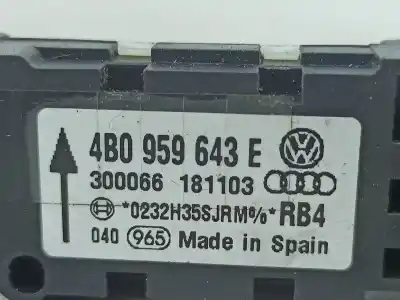 4B0 959 643 E
300066 181103
*0232H35SJRM%*RB4
040 965 Made in Spain